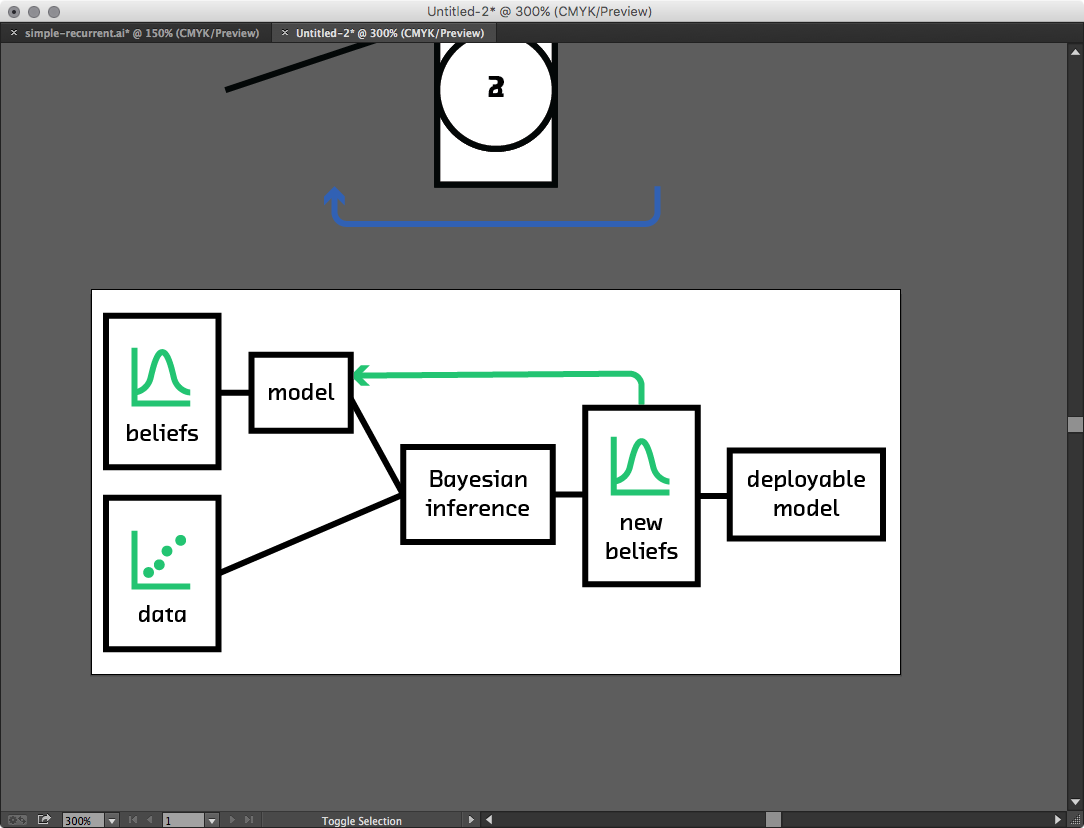 Untitled-2* @ 300% (CMYK/Preview)
× simple-recurrent.ai* @ 150% (CMYK/Preview) × Untitled-2* @ 300% (CMYK/Preview)
beliefs
model
data
Bayesian
inference
new
beliefs
deployable
model
300% 1 Toggle Selection